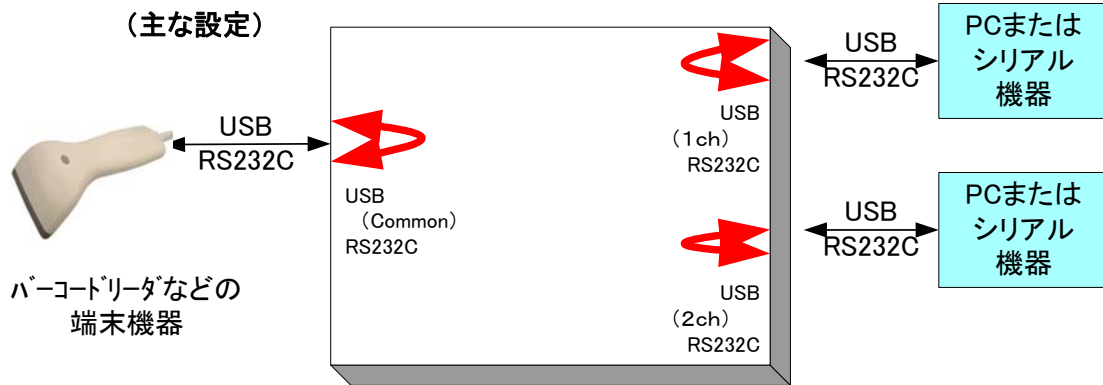 （主な設定）
USB
RS232C
バーコードリーダなどの
端末機器
USB
（Common）
RS232C
USB
（1ch）
RS232C
USB
（2ch）
RS232C
USB
RS232C
PCまたは
シリアル
機器
USB
RS232C
PCまたは
シリアル
機器